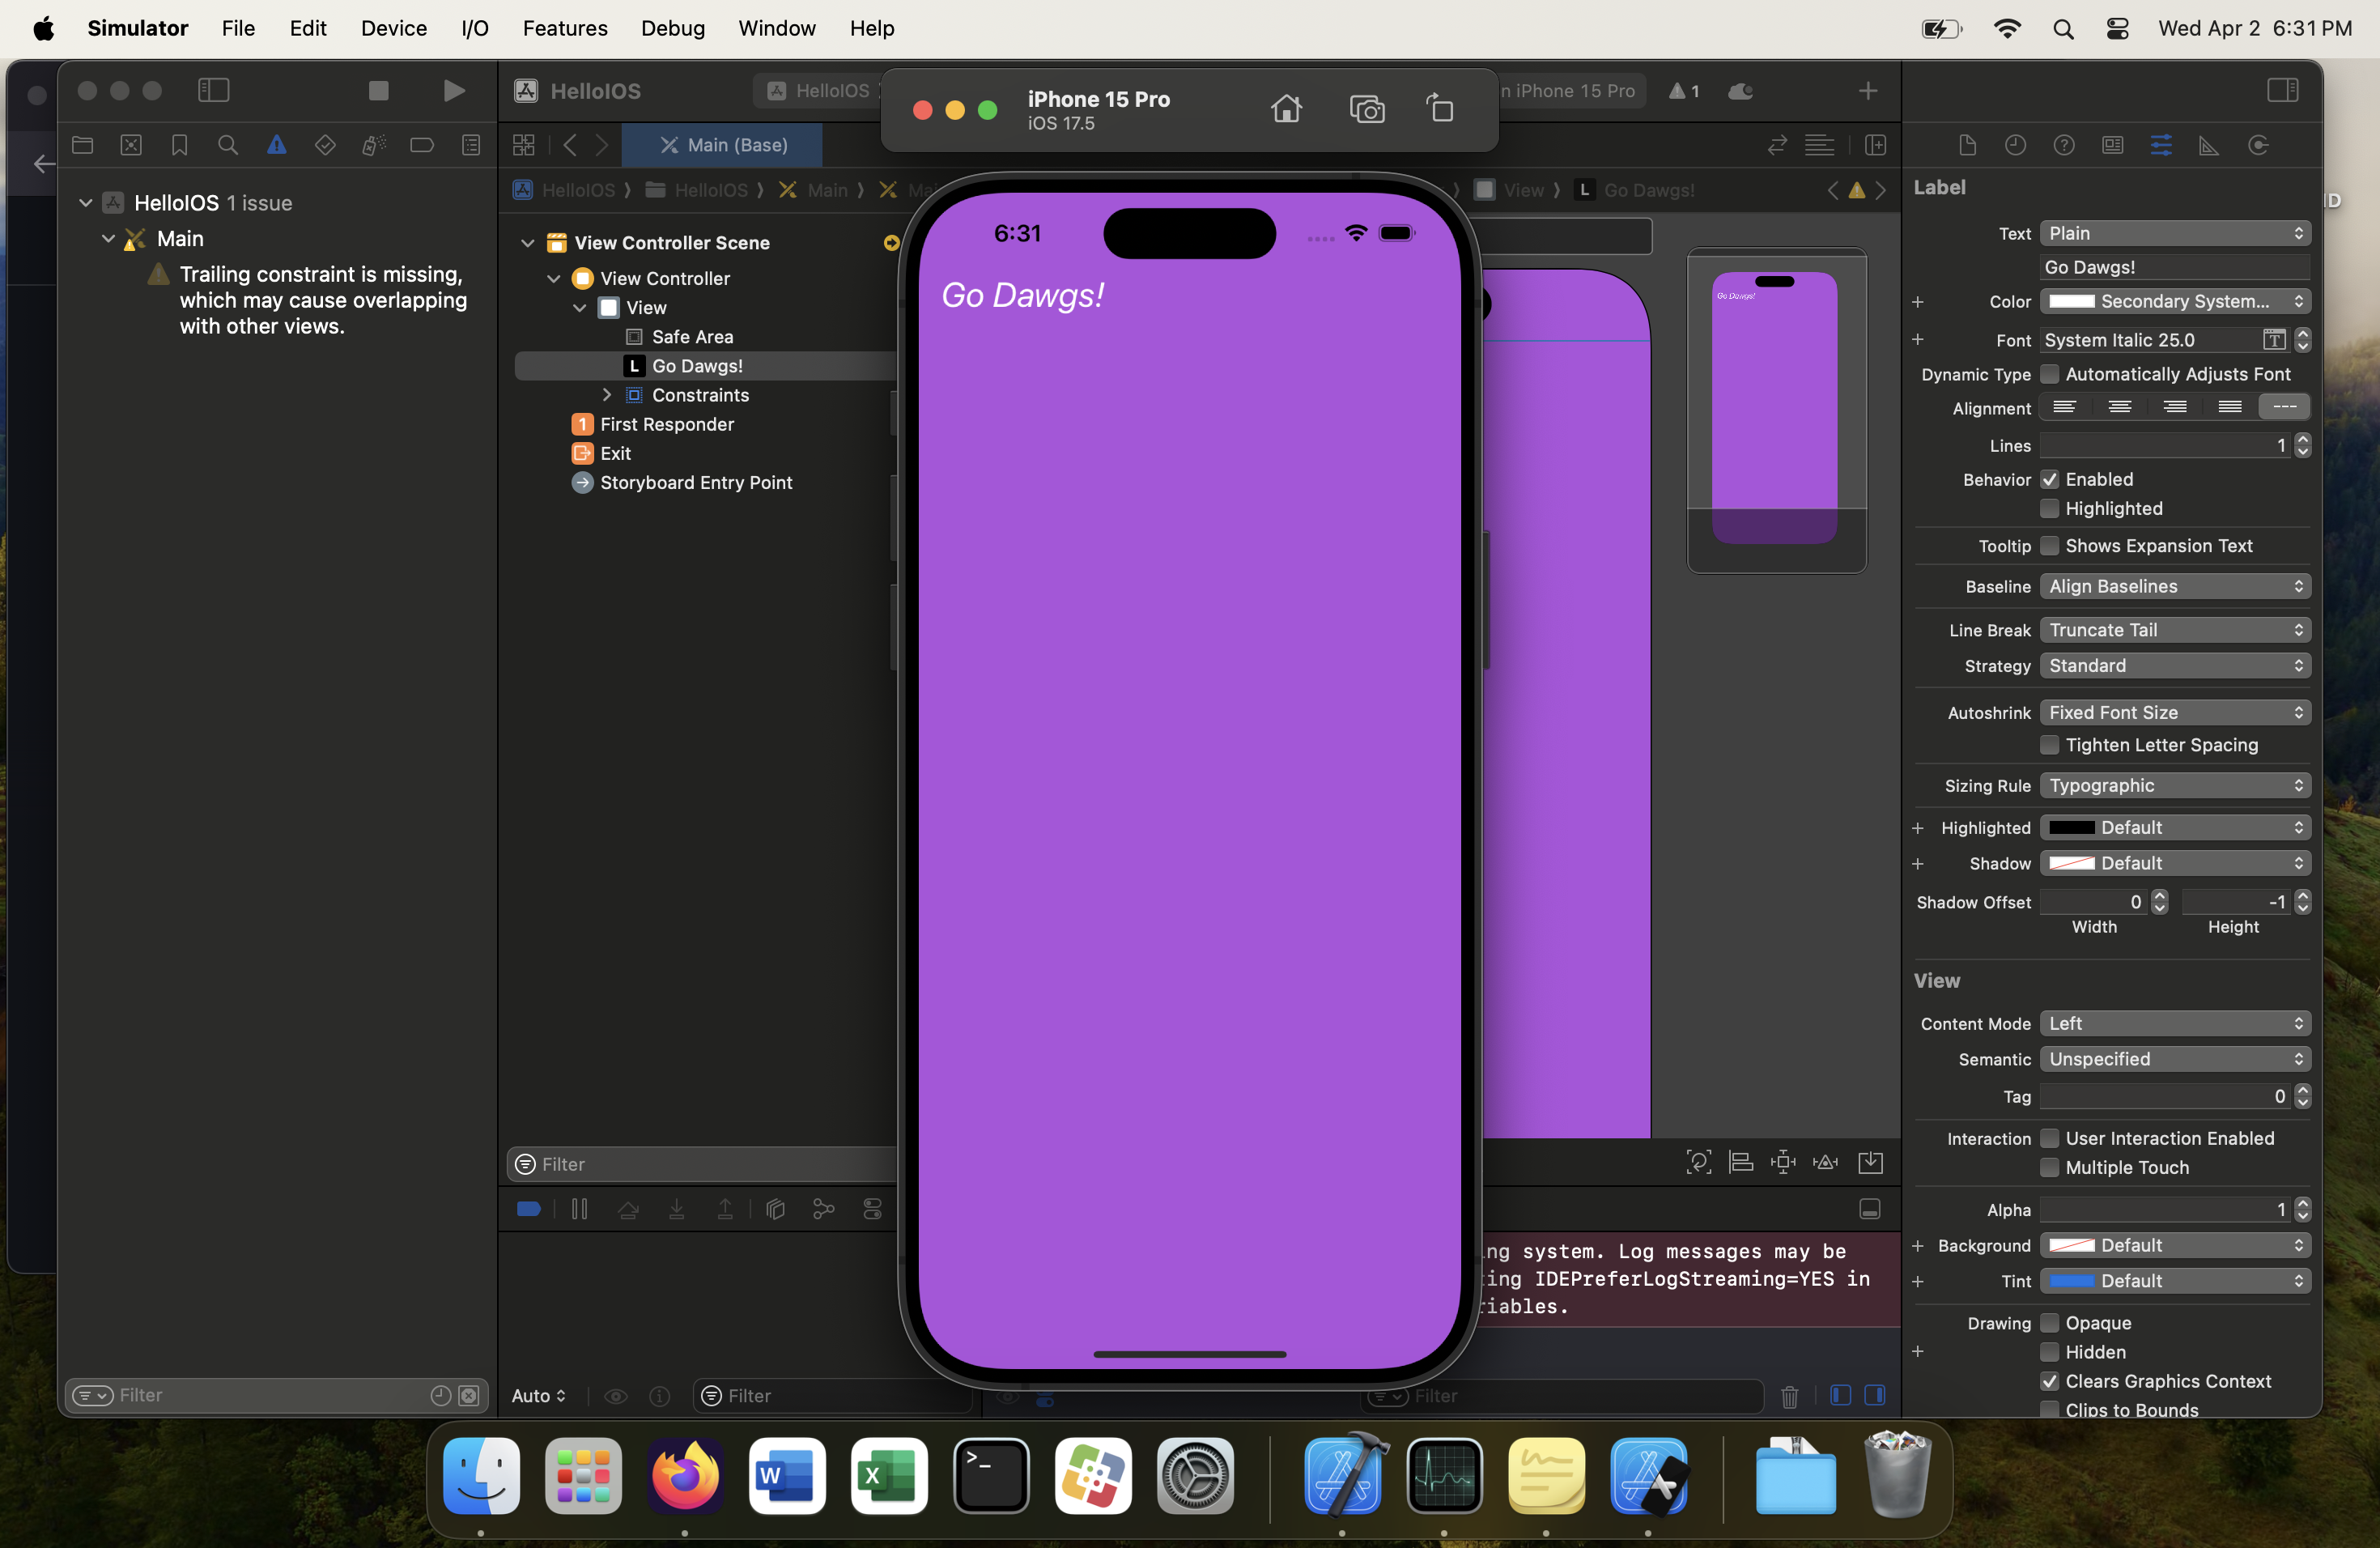 Simulator File Edit Device I/O Features Debug Window Help Wed Apr 2 6:31 PM
HelloIOS
HelloIOS
iPhone 15 Pro
iOS 17.5
n iPhone 15 Pro
1
Main (Base)
HelloIOS
HelloIOS
Main
View
L Go Dawgs!
HelloIOS 1 issue
Main
Trailing constraint is missing,
which may cause overlapping
with other views.
View Controller Scene
View Controller
View
Safe Area
L Go Dawgs!
Constraints
1 First Responder
Exit
Storyboard Entry Point
Filter
6:31
Go Dawgs!
Go Dawgs!
Label
Text Plain
Go Dawgs!
Color Secondary System...
Font System Italic 25.0 T
Dynamic Type Automatically Adjusts Font
Alignment
Lines 1
Behavior Enabled
Highlighted
Tooltip Shows Expansion Text
Baseline Align Baselines
Line Break Truncate Tail
Strategy Standard
Autoshrink Fixed Font Size
Tighten Letter Spacing
Sizing Rule Typographic
Highlighted Default
Shadow Default
Shadow Offset 0 -1
Width Height
View
Content Mode Left
Semantic Unspecified
Tag 0
Interaction User Interaction Enabled
Multiple Touch
Alpha 1
Background Default
Tint Default
Drawing Opaque
Hidden
Clears Graphics Context
Clips to Bounds
ng system. Log messages may be
ing IDEPreferLogStreaming=YES in
iables.
Filter
Auto
Filter
Filter
W
X
>_